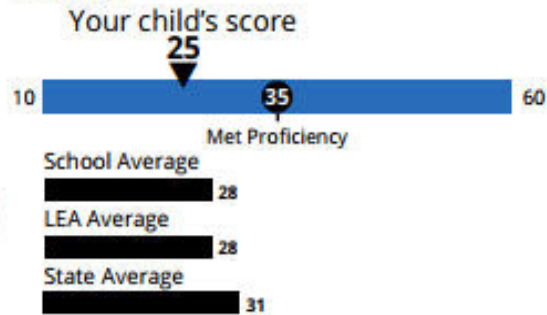 Your child's score
25
10 35 60
Met Proficiency
School Average
28
LEA Average
28
State Average
31